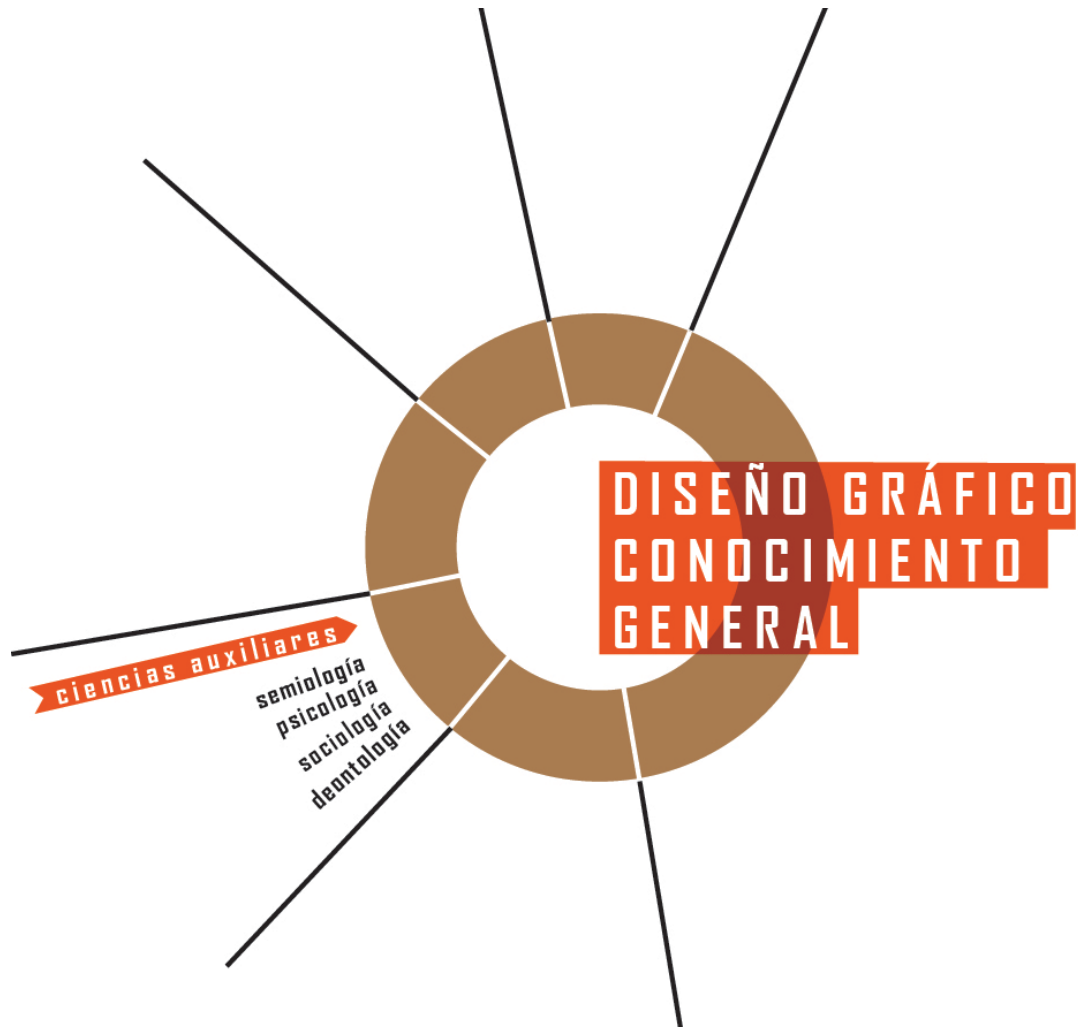 DISEÑO GRÁFICO
CONOCIMIENTO
GENERAL
ciencias auxiliares
semiología
psicología
sociología
deontología